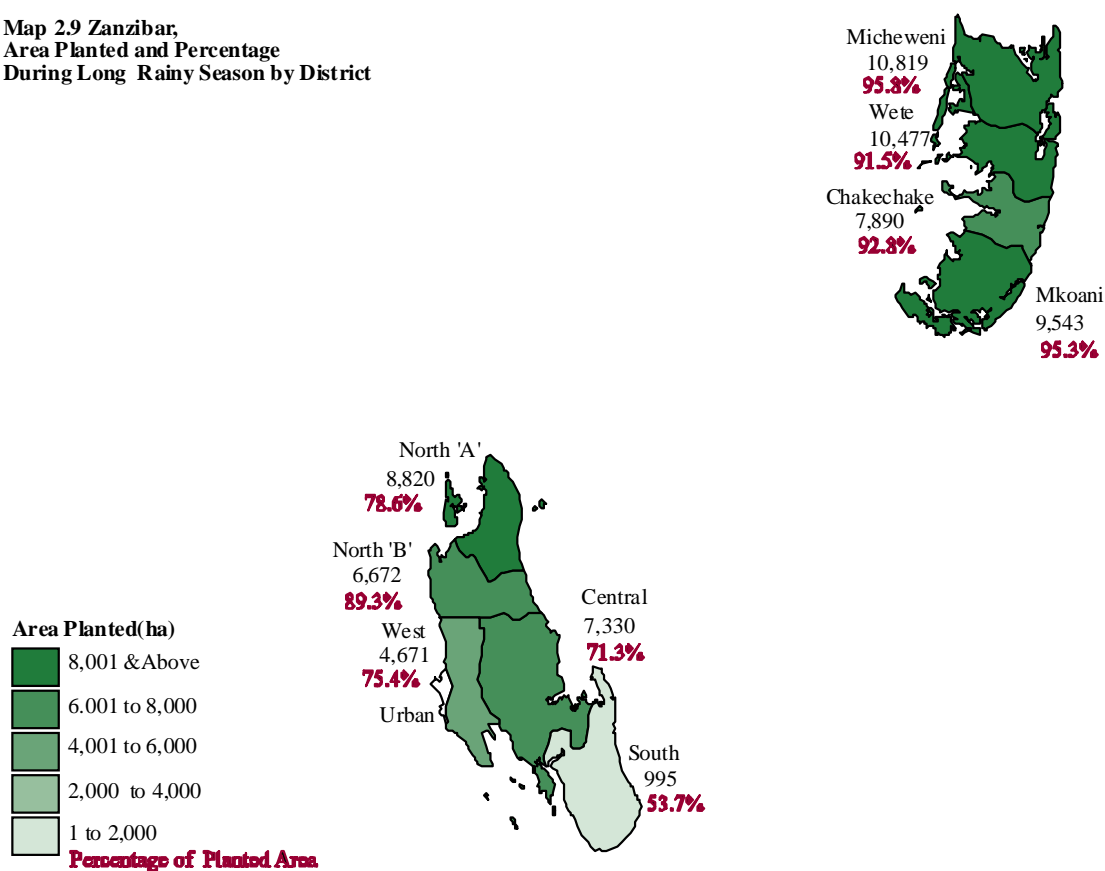 Map 2.9 Zanzibar,
Area Planted and Percentage
During Long Rainy Season by District
Micheweni
10,819
95.8%
Wete
10,477
91.5%
Chakechake
7,890
92.8%
Mkoani
9,543
95.3%
North 'A'
8,820
78.6%
North 'B'
6,672
89.3%
Central
7,330
71.3%
West
4,671
75.4%
Urban
South
995
53.7%
Area Planted(ha)
8,001 &Above
6.001 to 8,000
4,001 to 6,000
2,000 to 4,000
1 to 2,000
Percentage of Planted Area